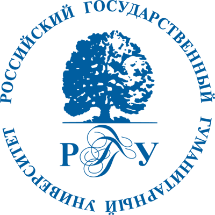 РОССИЙСКИЙ ГОСУДАРСТВЕННЫЙ ГУМАНИТАРНЫЙ УНИВЕРСИТЕТ
РГГУ